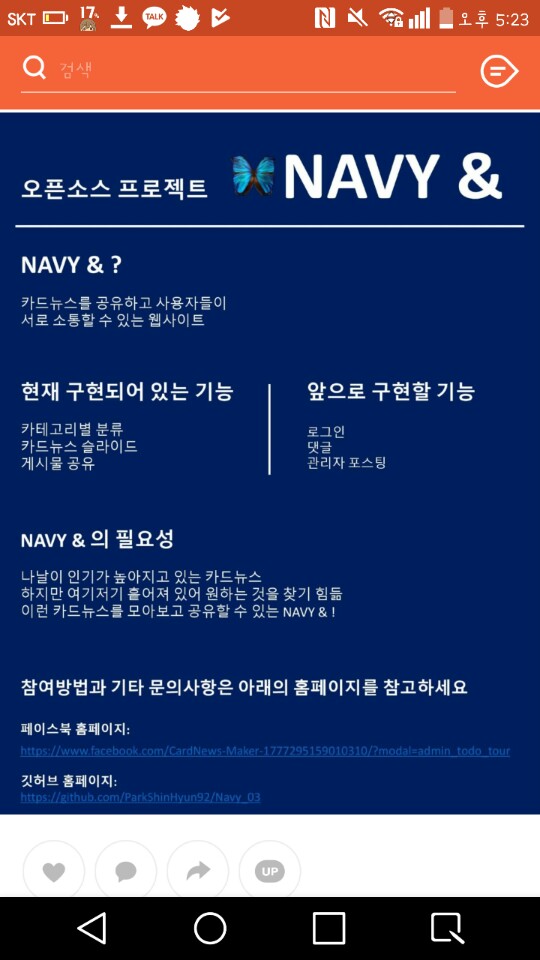 SKT 17° TALK 오후 5:23
검색
오픈소스 프로젝트 NAVY &
NAVY & ?
카드뉴스를 공유하고 사용자들이
서로 소통할 수 있는 웹사이트
현재 구현되어 있는 기능
카테고리별 분류
카드뉴스 슬라이드
게시물 공유
앞으로 구현할 기능
로그인
댓글
관리자 포스팅
NAVY & 의 필요성
나날이 인기가 높아지고 있는 카드뉴스
하지만 여기저기 흩어져 있어 원하는 것을 찾기 힘듦
이런 카드뉴스를 모아보고 공유할 수 있는 NAVY & !
참여방법과 기타 문의사항은 아래의 홈페이지를 참고하세요
페이스북 홈페이지:
https://www.facebook.com/CardNews-Maker-1777295159010310/?modal=admin_todo_tour
깃허브 홈페이지:
https://github.com/ParkShinHyun92/Navy_03
UP